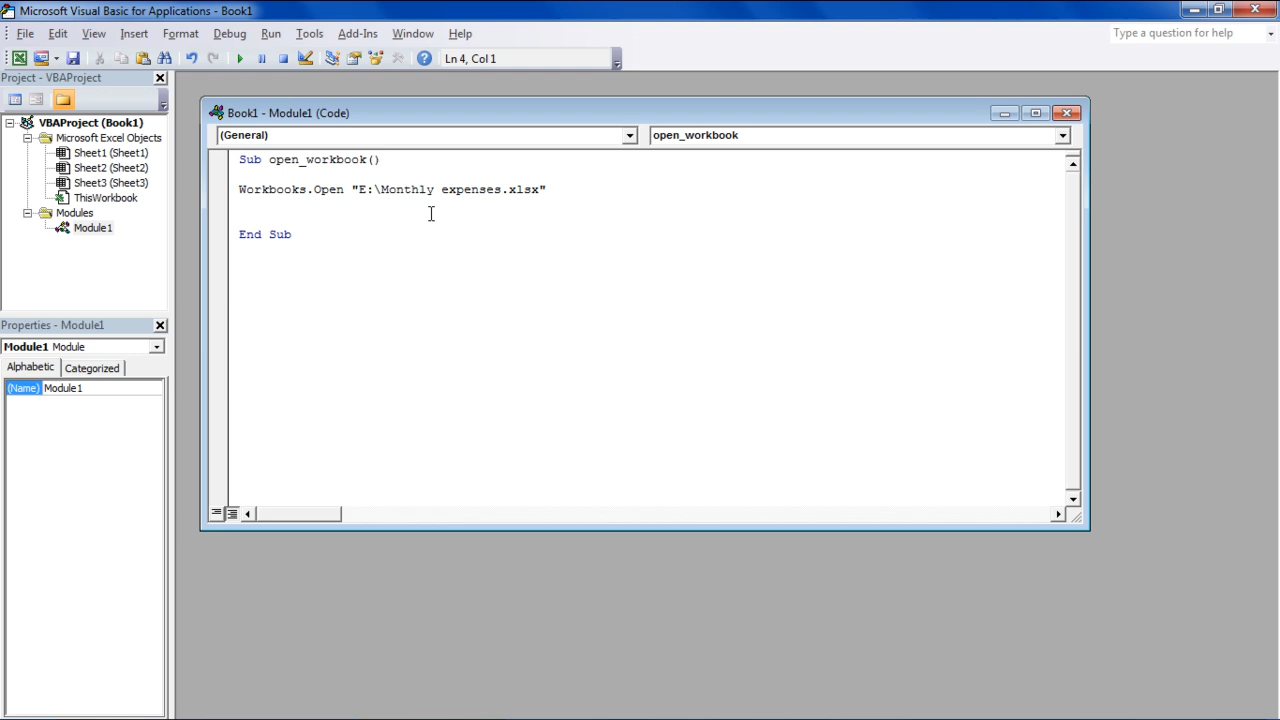 Microsoft Visual Basic for Applications - Book1
File Edit View Insert Format Debug Run Tools Add-Ins Window Help
Type a question for help
Ln 4, Col 1
Project - VBAProject
VBAProject (Book1)
Microsoft Excel Objects
Sheet1 (Sheet1)
Sheet2 (Sheet2)
Sheet3 (Sheet3)
ThisWorkbook
Modules
Module1
Properties - Module1
Module1 Module
Alphabetic Categorized
(Name) Module1
Book1 - Module1 (Code)
(General) open_workbook
Sub open_workbook()
Workbooks.Open "E:\Monthly expenses.xlsx"
End Sub